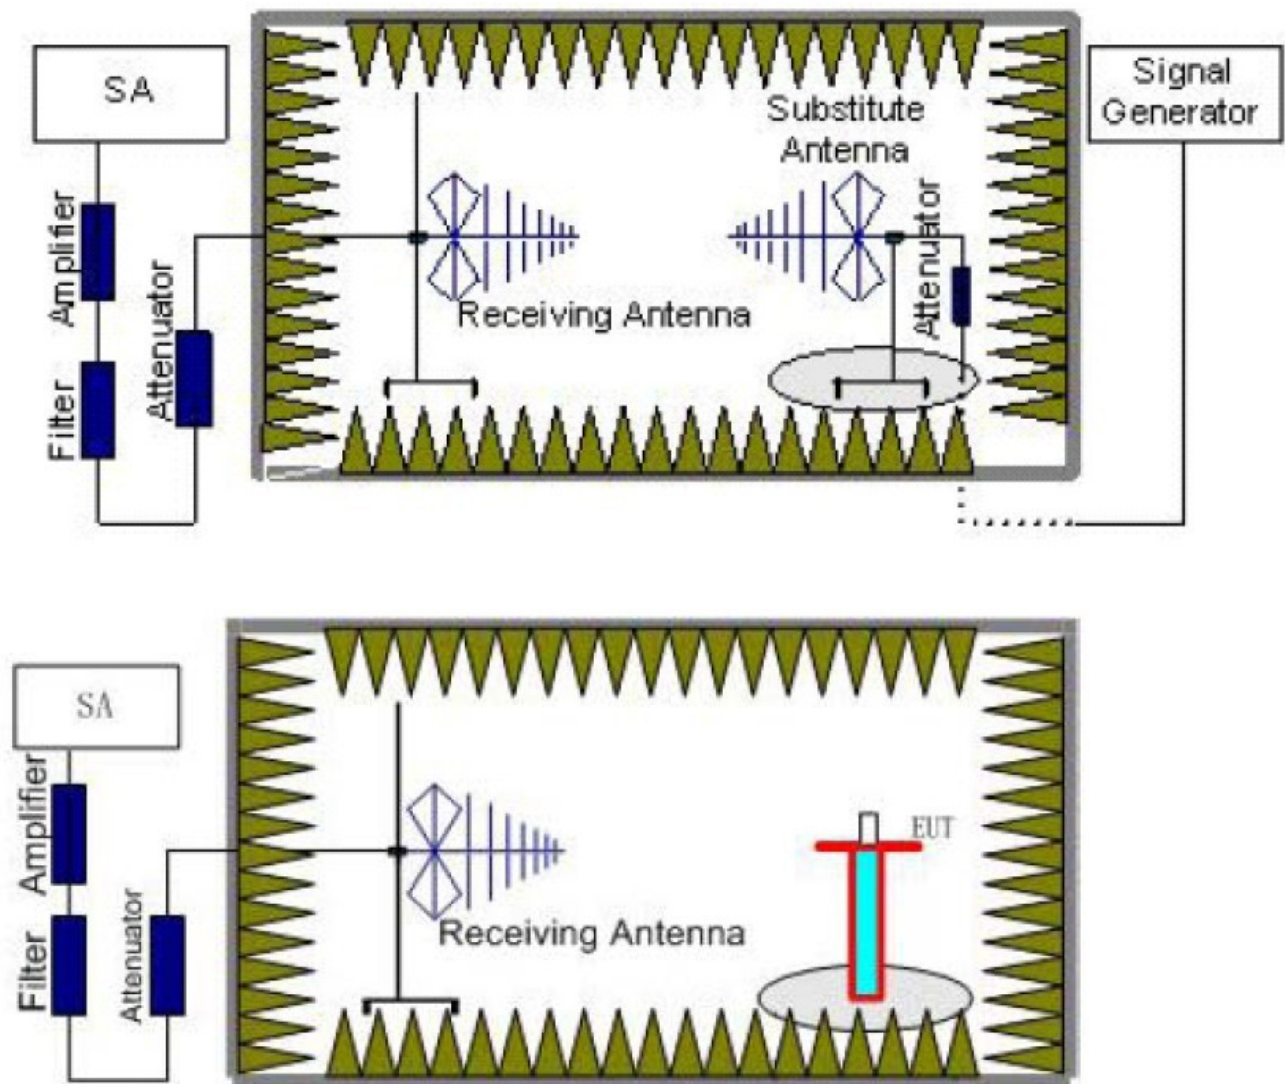 SA
Signal
Generator
Substitute
Antenna
Amplifier
Attenuator
Attenuator
Receiving Antenna
Filter
SA
Amplifier
EUT
Attenuator
Receiving Antenna
Filter